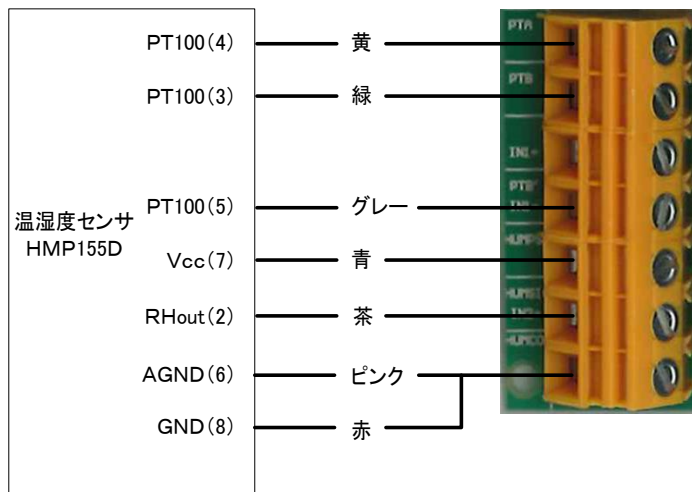 PT100(4)
黄
PTA
PT100(3)
緑
PTB
IN1-
PT100(5)
グレー
PTB'
温湿度センサ
HMP155D
Vcc(7)
青
RHout(2)
茶
AGND(6)
ピンク
GND(8)
赤